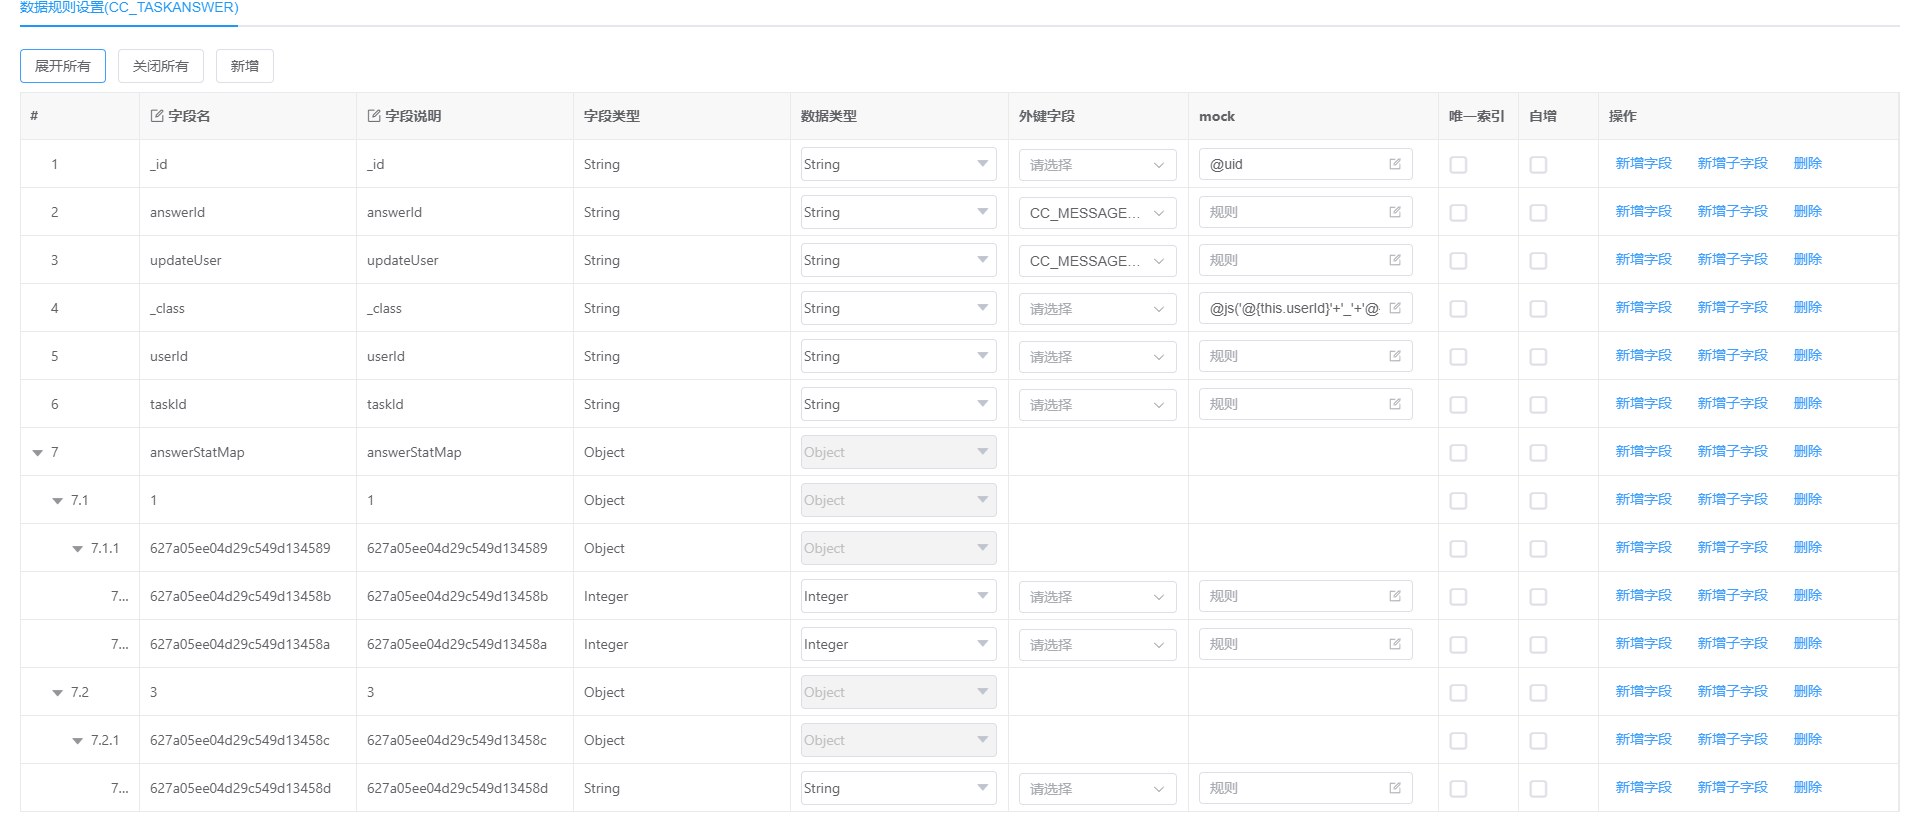 数据规则设置(CC_TASKANSWER)
展开所有 关闭所有 新增
# 字段名 字段说明 字段类型 数据类型 外键字段 mock 唯一索引 自增 操作
1 _id _id String String 请选择 @uid 新增字段 新增子字段 删除
2 answerId answerId String String CC_MESSAGE... 规则 新增字段 新增子字段 删除
3 updateUser updateUser String String CC_MESSAGE... 规则 新增字段 新增子字段 删除
4 _class _class String String 请选择 @js('@{this.userId}'+'_'+'@ 新增字段 新增子字段 删除
5 userId userId String String 请选择 规则 新增字段 新增子字段 删除
6 taskId taskId String String 请选择 规则 新增字段 新增子字段 删除
7 answerStatMap answerStatMap Object Object 新增字段 新增子字段 删除
7.1 1 1 Object Object 新增字段 新增子字段 删除
7.1.1 627a05ee04d29c549d134589 627a05ee04d29c549d134589 Object Object 新增字段 新增子字段 删除
7... 627a05ee04d29c549d13458b 627a05ee04d29c549d13458b Integer Integer 请选择 规则 新增字段 新增子字段 删除
7... 627a05ee04d29c549d13458a 627a05ee04d29c549d13458a Integer Integer 请选择 规则 新增字段 新增子字段 删除
7.2 3 3 Object Object 新增字段 新增子字段 删除
7.2.1 627a05ee04d29c549d13458c 627a05ee04d29c549d13458c Object Object 新增字段 新增子字段 删除
7... 627a05ee04d29c549d13458d 627a05ee04d29c549d13458d String String 请选择 规则 新增字段 新增子字段 删除